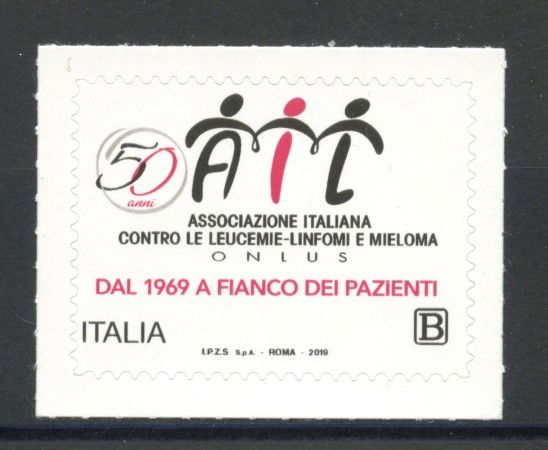 50
anni
AIL
ASSOCIAZIONE ITALIANA
CONTRO LE LEUCEMIE-LINFOMI E MIELOMA
ONLUS
DAL 1969 A FIANCO DEI PAZiENTI
ITALIA
B
I.P.Z.S. S.p.A. - ROMA - 2019